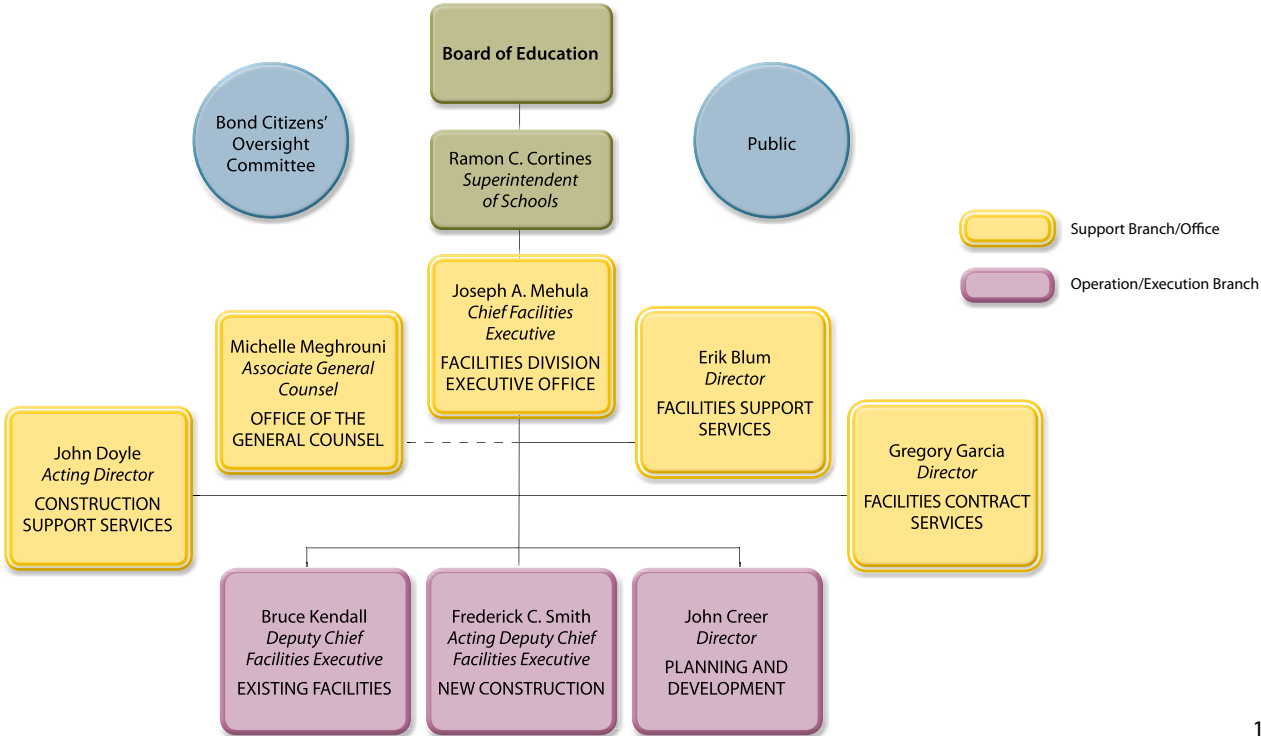 Board of Education
Bond Citizens’
Oversight
Committee
Public
Ramon C. Cortines
Superintendent
of Schools
Support Branch/Office
Operation/Execution Branch
Joseph A. Mehula
Chief Facilities
Executive
FACILITIES DIVISION
EXECUTIVE OFFICE
Michelle Meghrouni
Associate General
Counsel
OFFICE OF THE
GENERAL COUNSEL
Erik Blum
Director
FACILITIES SUPPORT
SERVICES
John Doyle
Acting Director
CONSTRUCTION
SUPPORT SERVICES
Gregory Garcia
Director
FACILITIES CONTRACT
SERVICES
Bruce Kendall
Deputy Chief
Facilities Executive
EXISTING FACILITIES
Frederick C. Smith
Acting Deputy Chief
Facilities Executive
NEW CONSTRUCTION
John Creer
Director
PLANNING AND
DEVELOPMENT
1